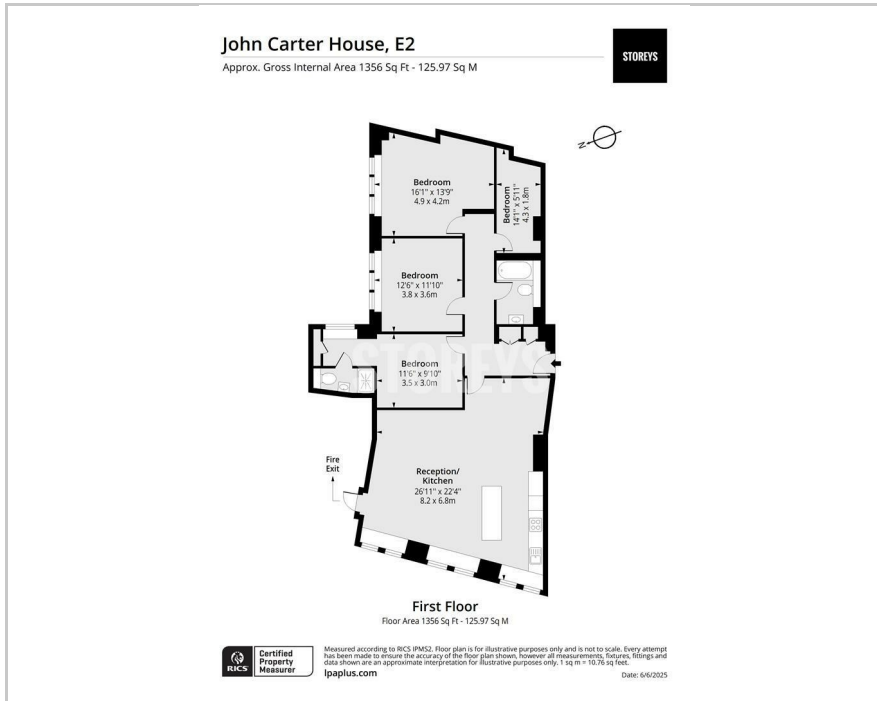 John Carter House, E2
Approx. Gross Internal Area 1356 Sq Ft - 125.97 Sq M
STOREYS
N
Bedroom
16'1" x 13'9"
4.9 x 4.2m
Bedroom
14'1" x 5'11"
4.3 x 1.8m
Bedroom
12'6" x 11'10"
3.8 x 3.6m
STOREYS
Bedroom
11'6" x 9'10"
3.5 x 3.0m
Fire
Exit
Reception/
Kitchen
26'11" x 22'4"
8.2 x 6.8m
First Floor
Floor Area 1356 Sq Ft - 125.97 Sq M
RICS
Certified
Property
Measurer
Measured according to RICS IPMS2. Floor plan is for illustrative purposes only and is not to scale. Every attempt
has been made to ensure the accuracy of the floor plan shown, however all measurements, fixtures, fittings and
data shown are an approximate interpretation for illustrative purposes only. 1 sq m = 10.76 sq feet.
lpaplus.com
Date: 6/6/2025